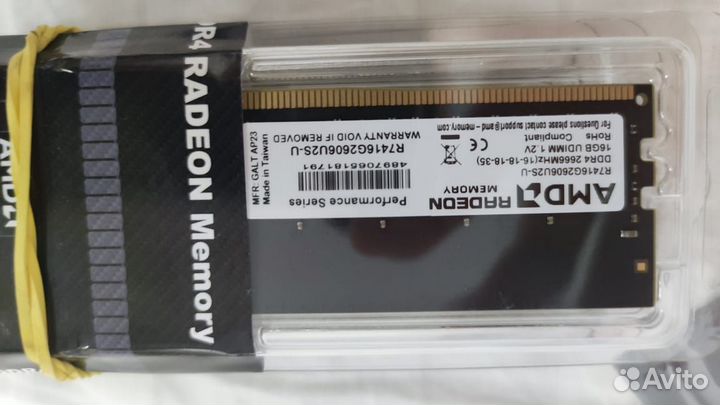 DR4 RADEON Memory
AMD
AMD RADEON
MEMORY
R7416G2606U2S-U
DDR4 2666MHz(16-18-18-35)
16GB UDIMM 1.2V
RoHS Compliant
For Questions please contact support@amd-memory.com
Performance Series
4897065181791
R7416G2606U2S-U
WARRANTY VOID IF REMOVED
MFR: GALT AP23
Made in Taiwan
Avito